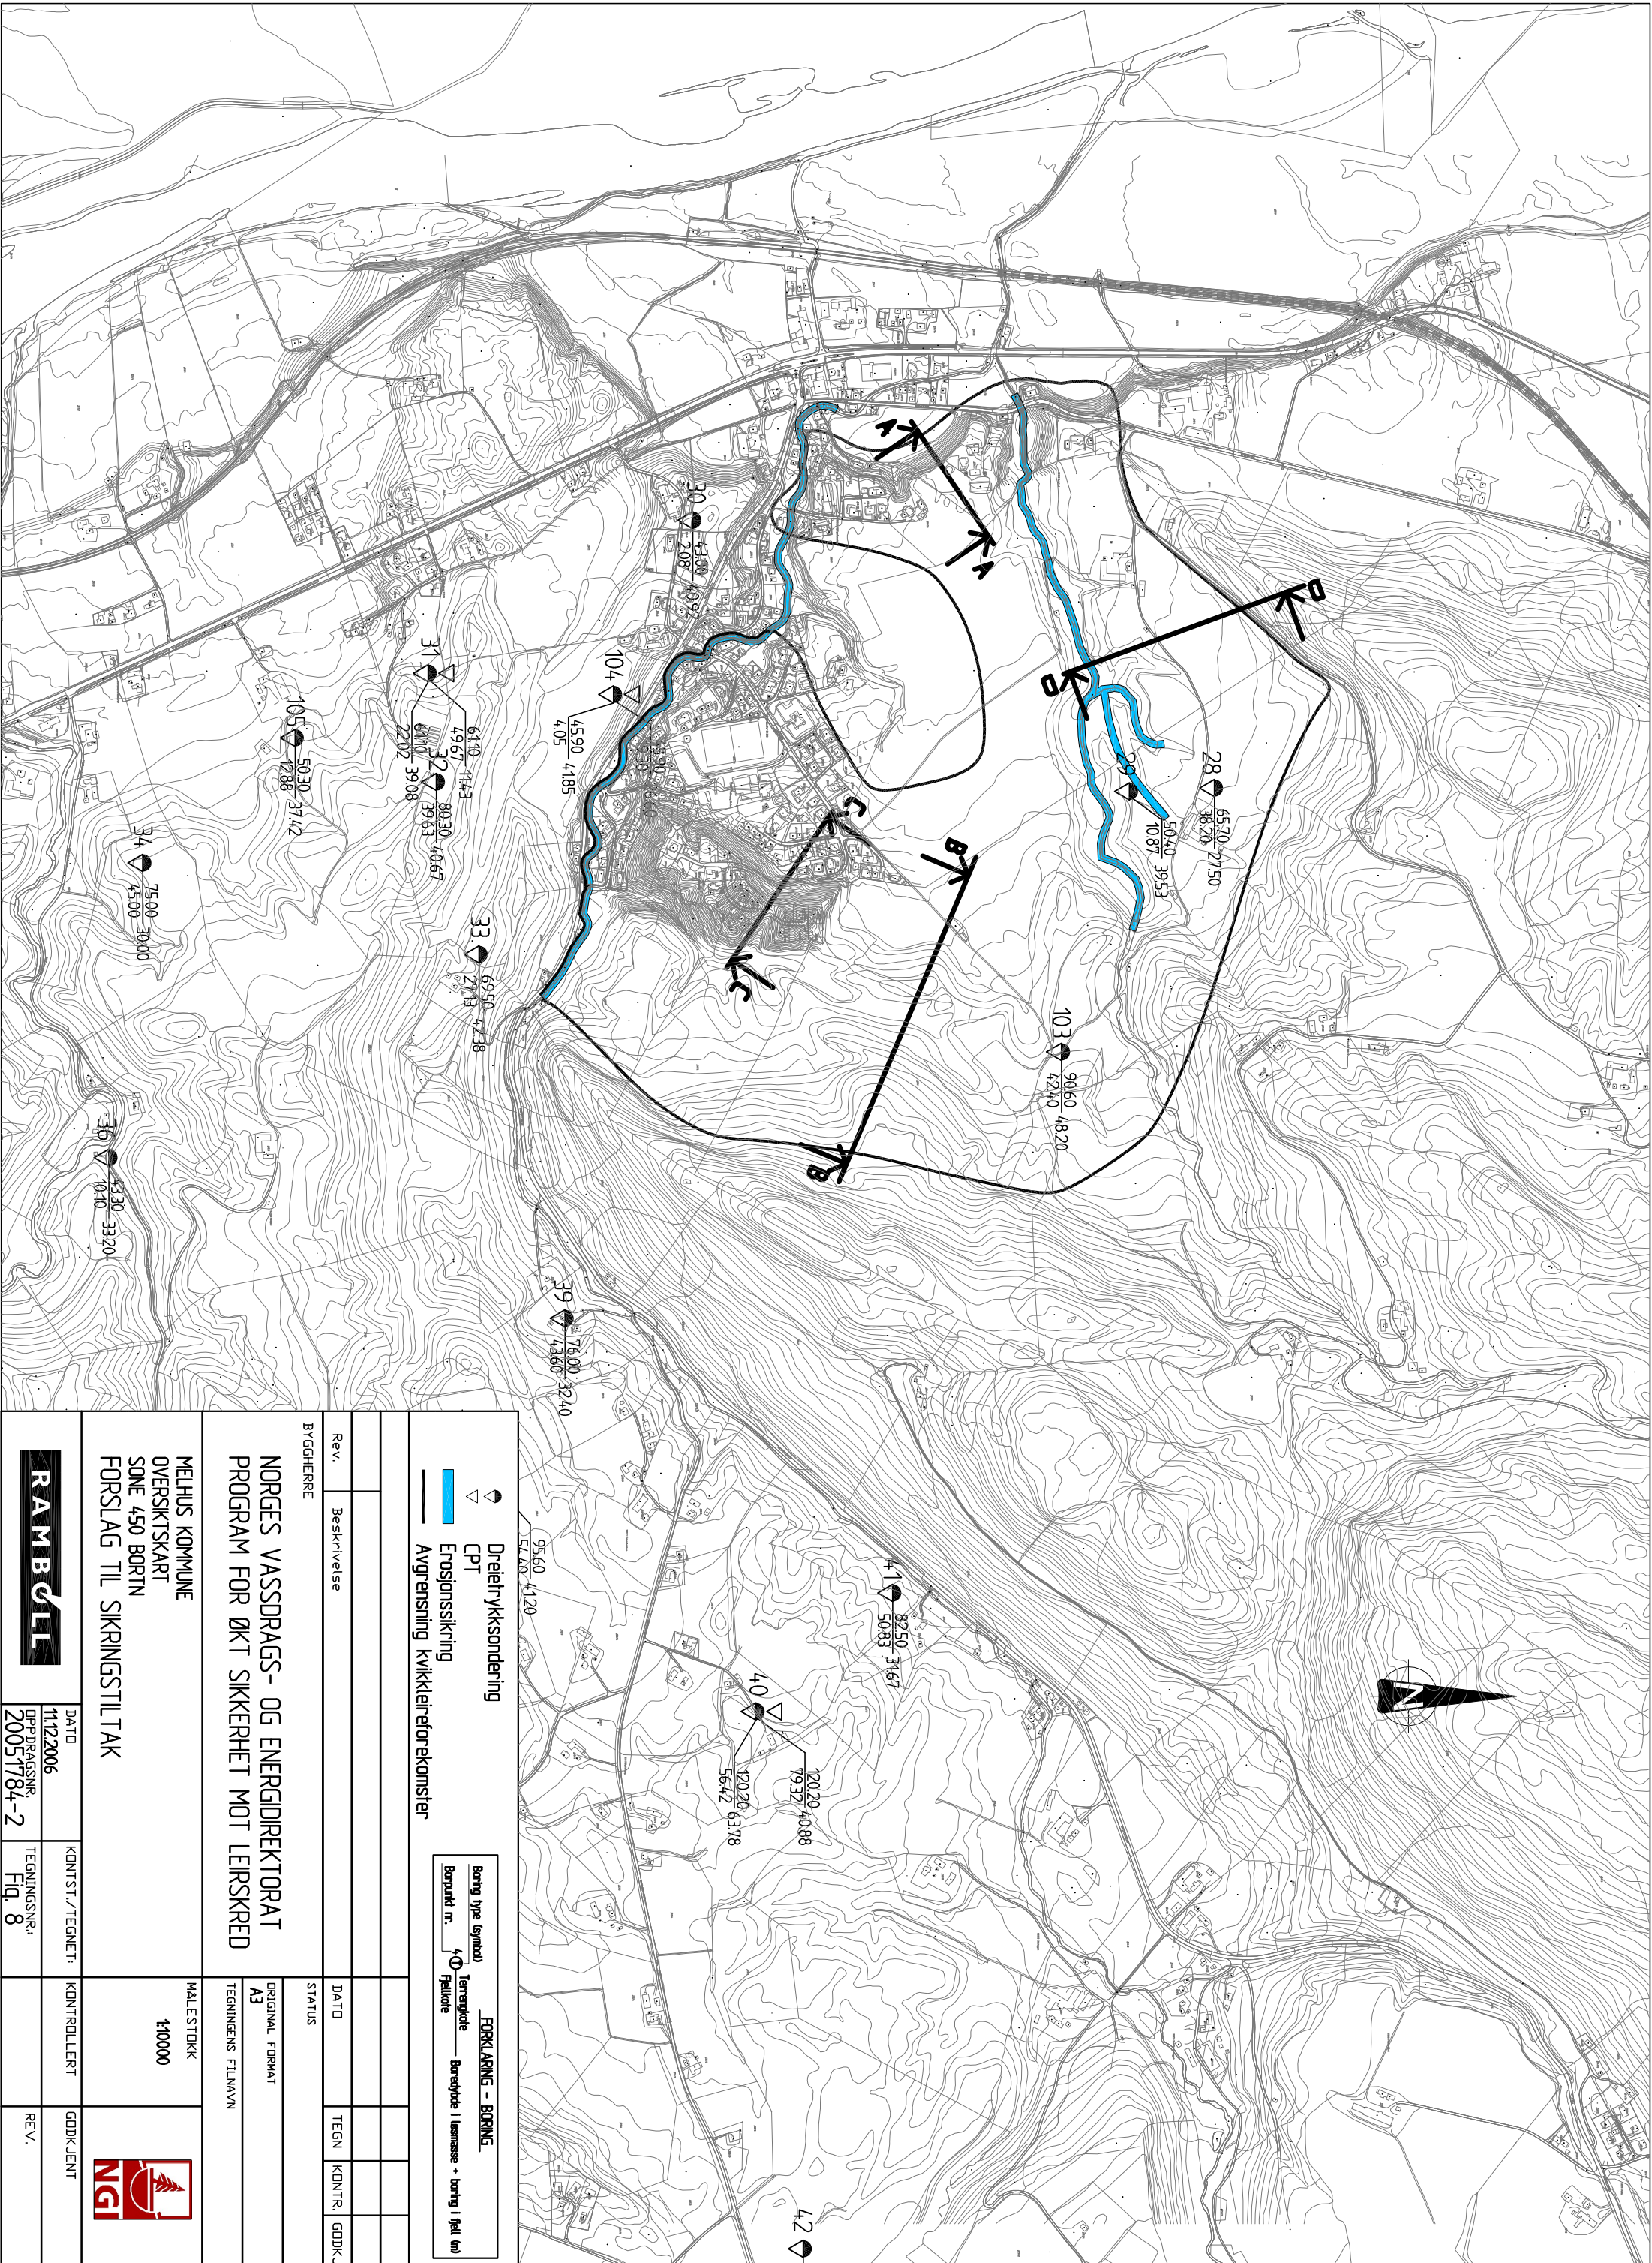 A
A
B
B
C
C
D
D
28
65.70
38.20
27.50
29
50.40
10.87
39.53
103
90.60
42.40
48.20
30
43.00
2.08
40.92
104
45.90
4.05
41.85
31
61.10
49.67
11.43
61.10
22.02
39.08
32
80.30
39.63
40.67
105
50.30
12.88
37.42
33
69.50
27.13
42.38
34
75.00
45.00
30.00
36
43.30
10.10
33.20
39
76.00
43.60
32.40
41
82.50
50.83
31.67
40
120.20
79.32
40.88
120.20
56.42
63.78
42
95.60
54.40
41.20
N
Dreietrykksondering
CPT
Erosjonssikring
Avgrensning kvikkleireforekomster
FORKLARING - BORING
Boring type (symbol)
Borpunkt nr.
4
Terrengkote
Fjellkote
Boredybde i løsmasse + boring i fjell (m)
Rev.
Beskrivelse
DATO
TEGN
KONTR.
GODK.
BYGGHERRE
STATUS
NORGES VASSDRAGS- OG ENERGIDIREKTORAT
PROGRAM FOR ØKT SIKKERHET MOT LEIRSKRED
ORIGINAL FORMAT
A3
TEGNINGENS FILNAVN
MELHUS KOMMUNE
OVERSIKTSKART
SONE 450 BORTN
FORSLAG TIL SIKRINGSTILTAK
MALESTOKK
1:10000
NGI
RAMBØLL
DATO
11.12.2006
KONTST./TEGNET:
KONTROLLERT
GODKJENT
OPPDRAGSNR.
20051784-2
TEGNINGSNR.:
Fig. 8
REV.